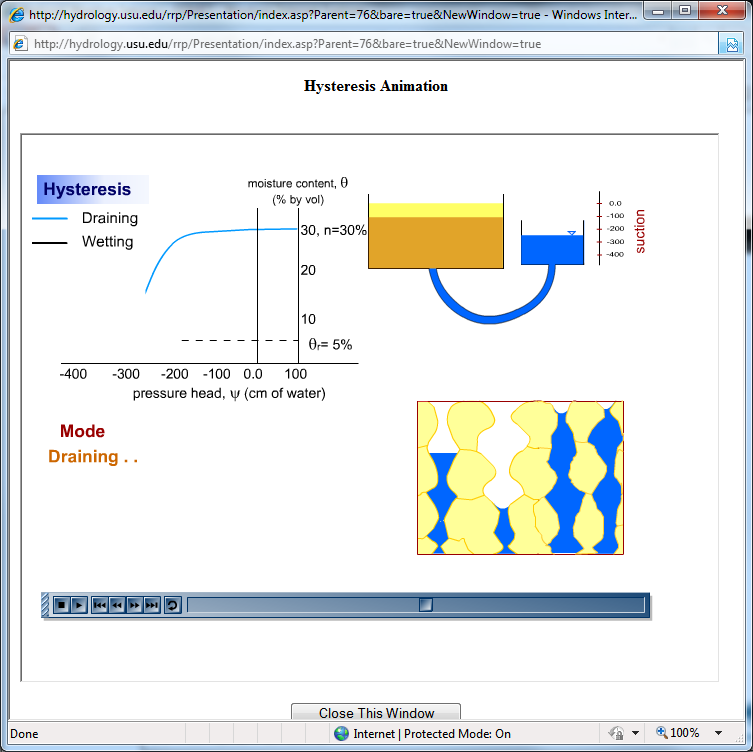 http://hydrology.usu.edu/rrp/Presentation/index.asp?Parent=76&bare=true&NewWindow=true - Windows Inter...
http://hydrology.usu.edu/rrp/Presentation/index.asp?Parent=76&bare=true&NewWindow=true
Hysteresis Animation
Hysteresis
Draining
Wetting
moisture content, θ
(% by vol)
30, n=30%
20
10
θr= 5%
-400 -300 -200 -100 0.0 100
pressure head, ψ (cm of water)
0.0
-100
-200
-300
-400
suction
Mode
Draining . .
Close This Window
Done
Internet | Protected Mode: On
100%